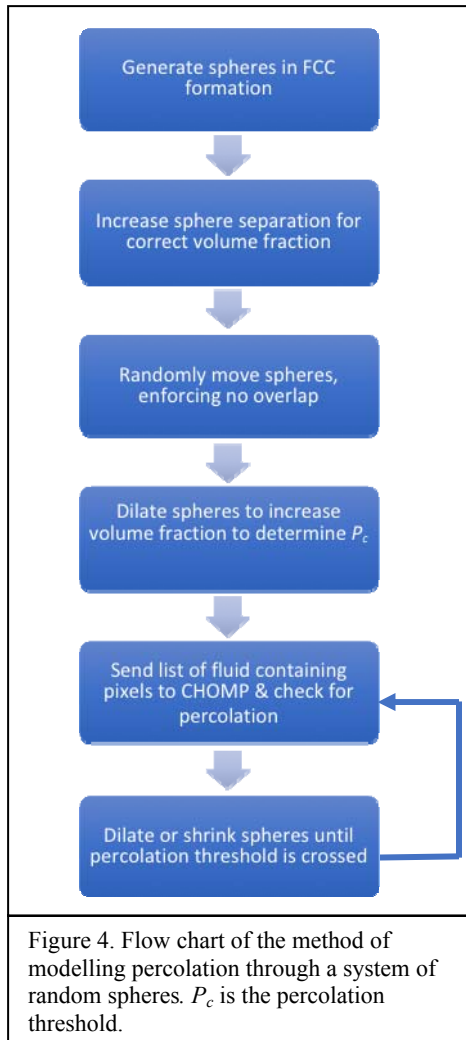 Generate spheres in FCC
formation
Increase sphere separation for
correct volume fraction
Randomly move spheres,
enforcing no overlap
Dilate spheres to increase
volume fraction to determine Pc
Send list of fluid containing
pixels to CHOMP & check for
percolation
Dilate or shrink spheres until
percolation threshold is crossed
Figure 4. Flow chart of the method of
modelling percolation through a system of
random spheres. Pc is the percolation
threshold.